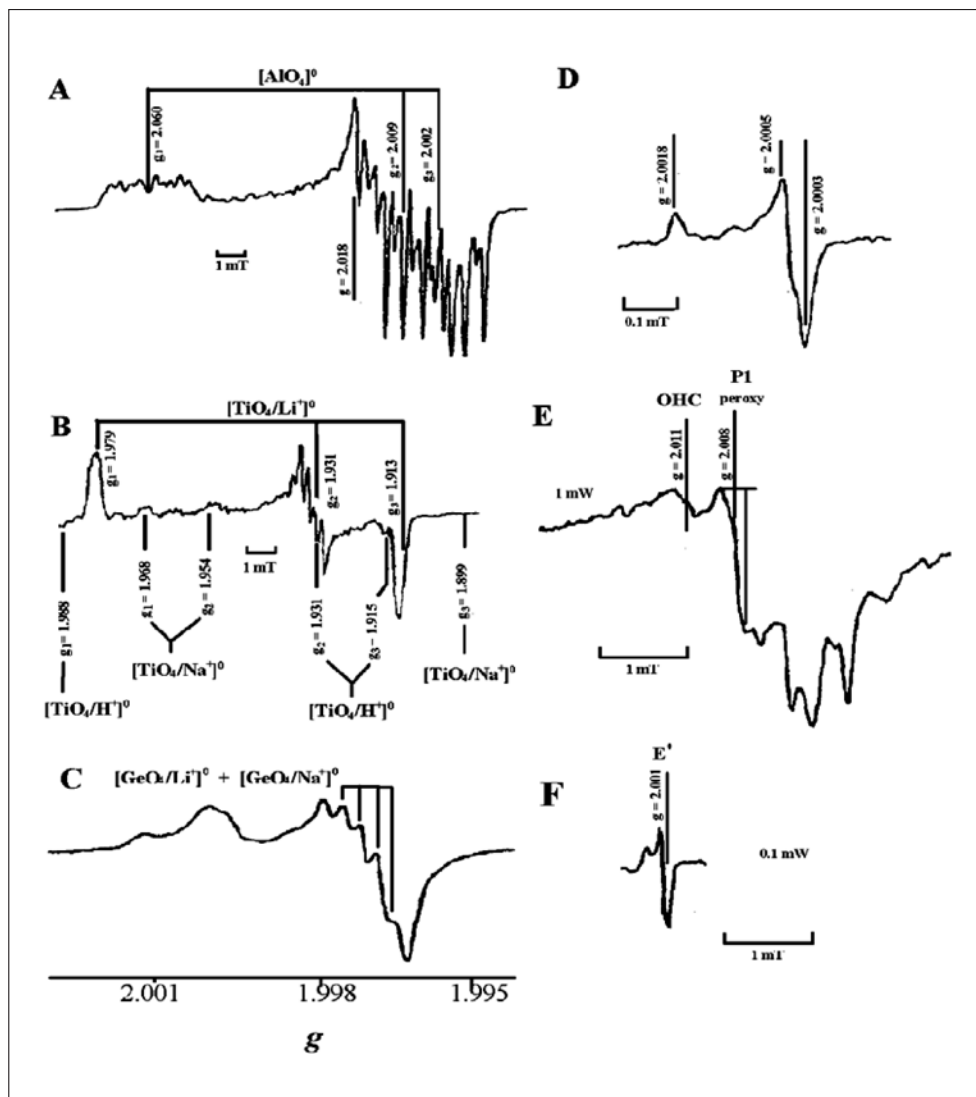 A
[AlO₄]⁰
g₁= 2.060
g₂= 2.009
g₃= 2.002
g = 2.018
1 mT
B
[TiO₄/Li⁺]⁰
g₁= 1.979
g₂= 1.931
g₃= 1.913
1 mT
g₁= 1.988
g₁= 1.968
g₂= 1.954
g₂= 1.931
g₃− 1.915
g₃= 1.899
[TiO₄/H⁺]⁰
[TiO₄/Na⁺]⁰
[TiO₄/H⁺]⁰
[TiO₄/Na⁺]⁰
C
[GeO₄/Li⁺]⁰ + [GeO₄/Na⁺]⁰
2.001 1.998 1.995
g
D
g = 2.0018
g − 2.0005
g = 2.0003
0.1 mT
E
OHC
P1
peroxy
g = 2.011
g = 2.008
1 mW
1 mT
F
E'
g = 2.001
0.1 mW
1 mT